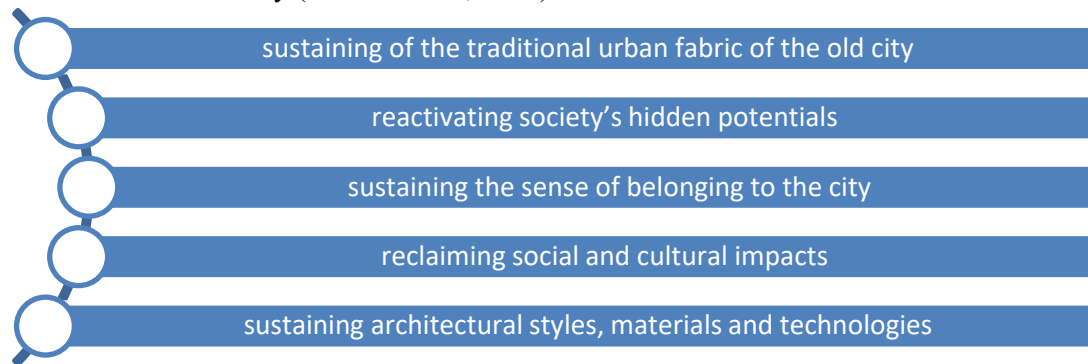 sustaining of the traditional urban fabric of the old city
reactivating society’s hidden potentials
sustaining the sense of belonging to the city
reclaiming social and cultural impacts
sustaining architectural styles, materials and technologies